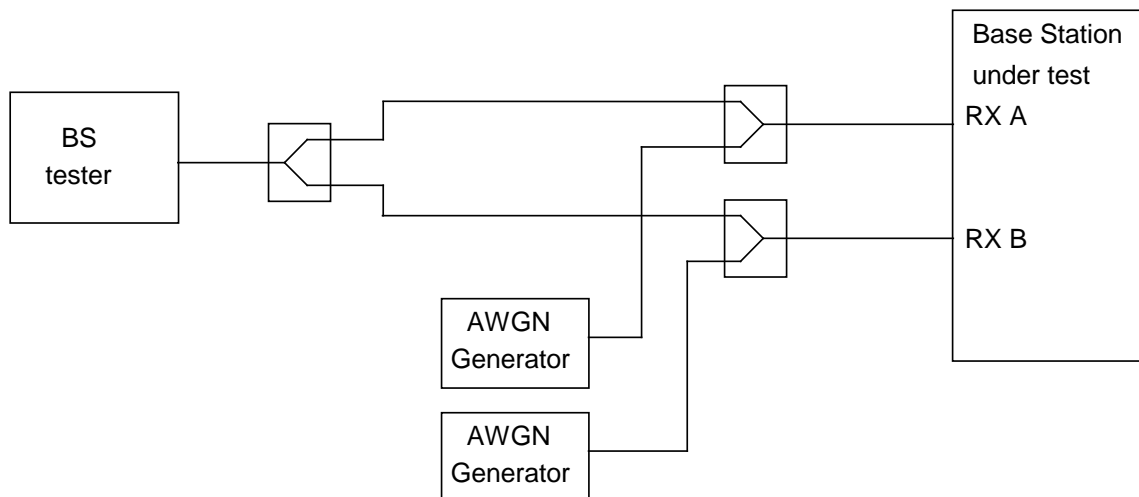 Base Station
under test
BS
tester
RX A
RX B
AWGN
Generator
AWGN
Generator